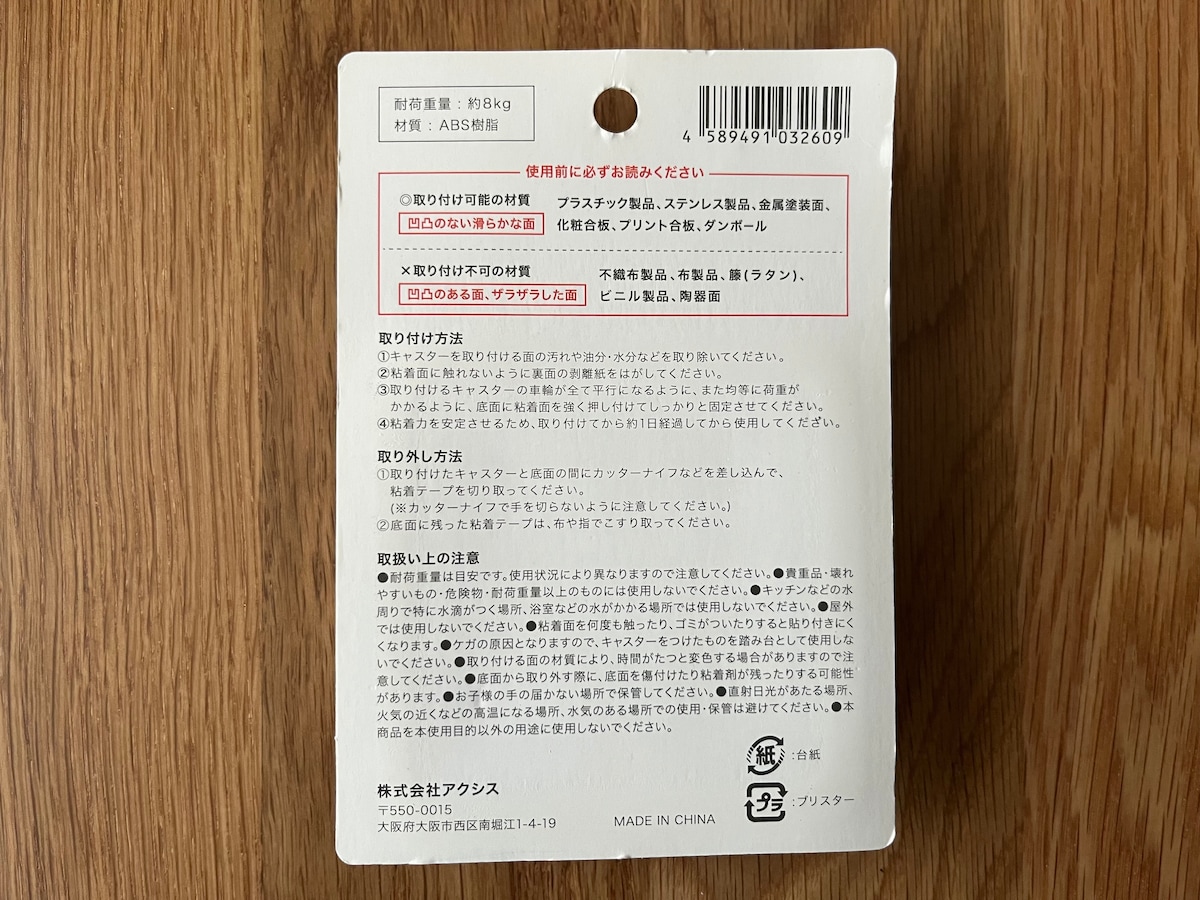 耐荷重量：約8kg
材質：ABS樹脂
4 589491 032609
使用前に必ずお読みください
◎取り付け可能の材質
凹凸のない滑らかな面
プラスチック製品、ステンレス製品、金属塗装面、
化粧合板、プリント合板、ダンボール
×取り付け不可の材質
凹凸のある面、ザラザラした面
不織布製品、布製品、籐(ラタン)、
ビニル製品、陶器面
取り付け方法
①キャスターを取り付ける面の汚れや油分・水分などを取り除いてください。
②粘着面に触れないように裏面の剥離紙をはがしてください。
③取り付けるキャスターの車輪が全て平行になるように、また均等に荷重が
かかるように、底面に粘着面を強く押し付けてしっかりと固定させてください。
④粘着力を安定させるため、取り付けてから約1日経過してから使用してください。
取り外し方法
①取り付けたキャスターと底面の間にカッターナイフなどを差し込んで、
粘着テープを切り取ってください。
(※カッターナイフで手を切らないように注意してください。)
②底面に残った粘着テープは、布や指でこすり取ってください。
取扱い上の注意
●耐荷重量は目安です。使用状況により異なりますので注意してください。●貴重品・壊れ
やすいもの・危険物・耐荷重量以上のものには使用しないでください。●キッチンなどの水
周りで特に水滴がつく場所、浴室などの水がかかる場所では使用しないでください。●屋外
では使用しないでください。●粘着面を何度も触ったり、ゴミがついたりすると貼り付きにく
くなります。●ケガの原因となりますので、キャスターをつけたものを踏み台として使用しな
いでください。●取り付ける面の材質により、時間がたつと変色する場合がありますので注
意してください。●底面から取り外す際に、底面を傷付けたり粘着剤が残ったりする可能性
があります。●お子様の手の届かない場所で保管してください。●直射日光があたる場所、
火気の近くなどの高温になる場所、水気のある場所での使用・保管は避けてください。●本
商品を本使用目的以外の用途に使用しないでください。
紙：台紙
プラ：ブリスター
株式会社アクシス
〒550-0015
大阪府大阪市西区南堀江1-4-19
MADE IN CHINA